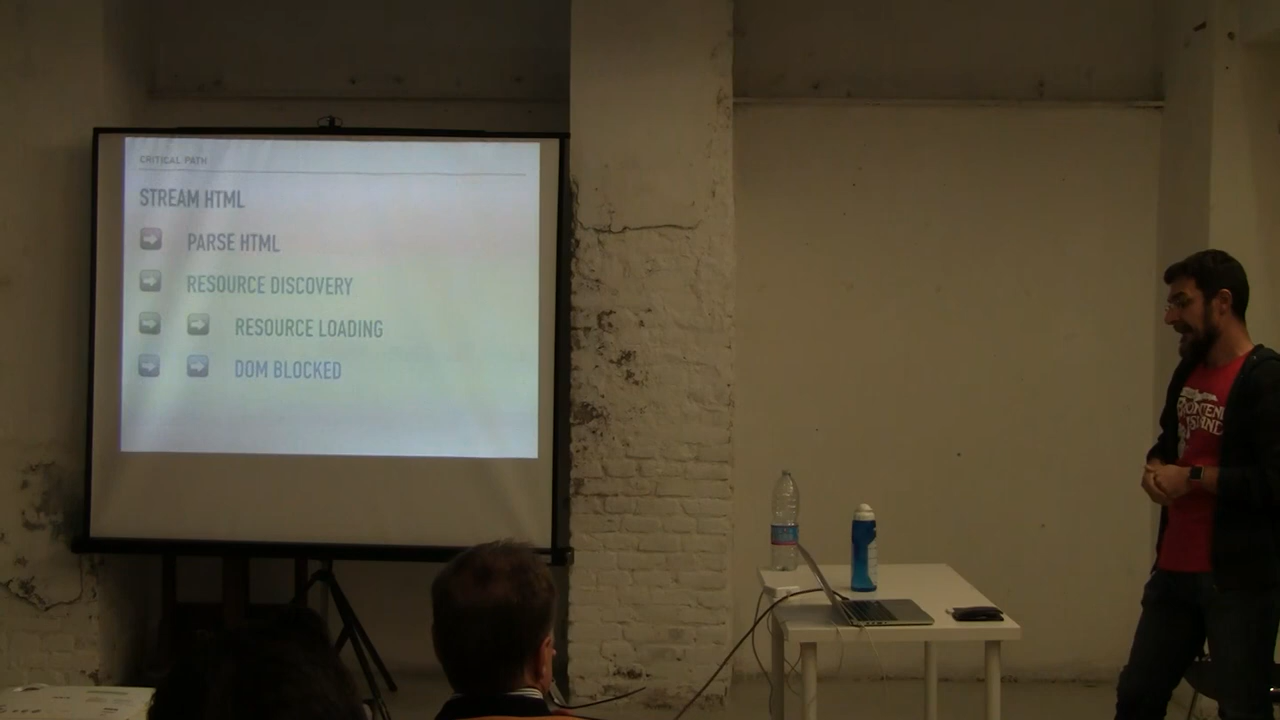 CRITICAL PATH
STREAM HTML
PARSE HTML
RESOURCE DISCOVERY
RESOURCE LOADING
DOM BLOCKED